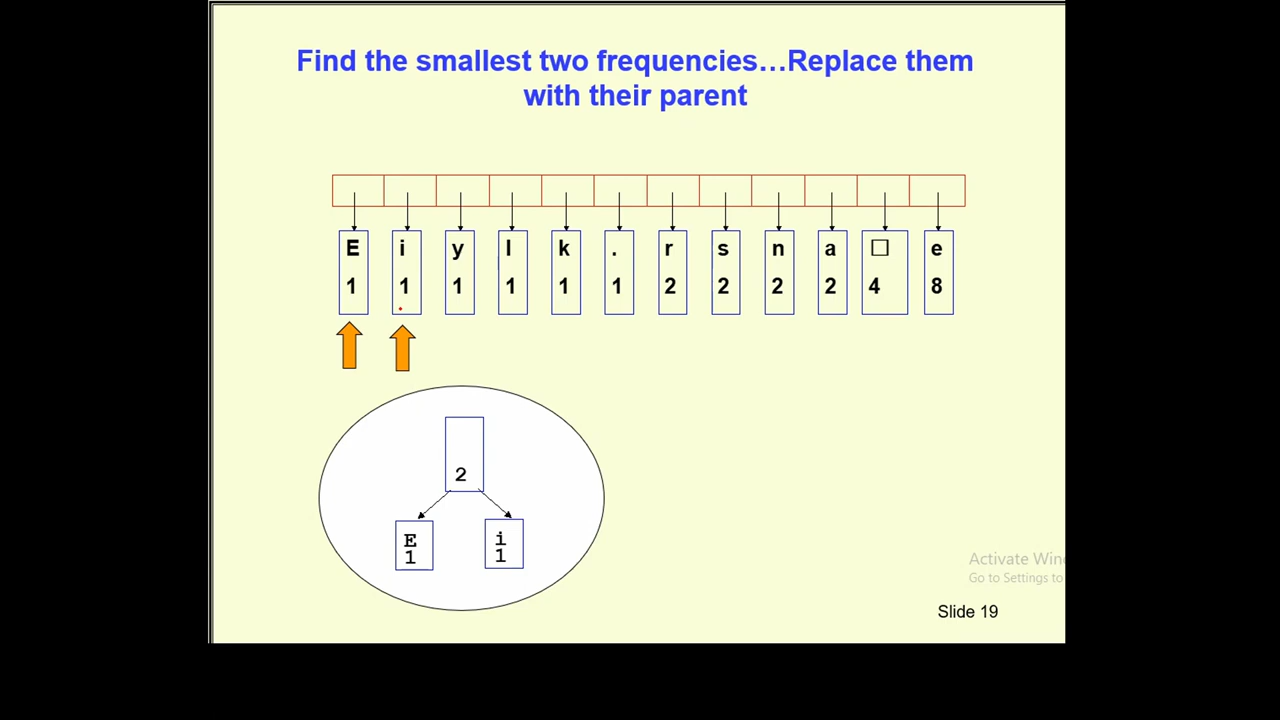 Find the smallest two frequencies…Replace them
with their parent
E i y l k . r s n a □ e
1 1 1 1 1 1 2 2 2 2 4 8
2
E i
1 1
Activate Win
Go to Settings to
Slide 19